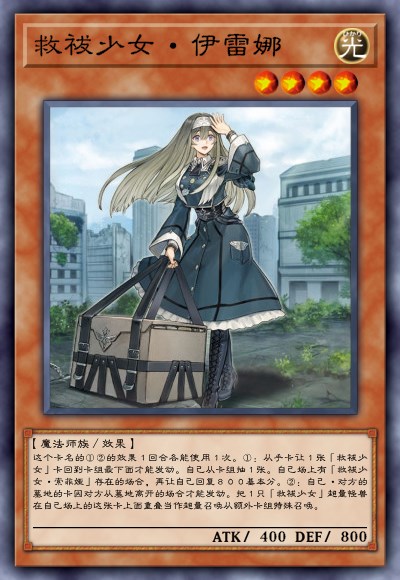 救祓少女・伊雷娜
光
【魔法师族／效果】
这个卡名的①②的效果1回合各能使用1次。①：从手卡让1张「救祓少
女」卡回到卡组最下面才能发动。自己从卡组抽1张。自己场上有「救祓
少女・索菲娅」存在的场合，再让自己回复800基本分。②：自己・对方的
墓地的卡因对方从墓地离开的场合才能发动。把1只「救祓少女」超量怪兽
在自己场上的这张卡上面重叠当作超量召唤从额外卡组特殊召唤。
ATK/ 400 DEF/ 800